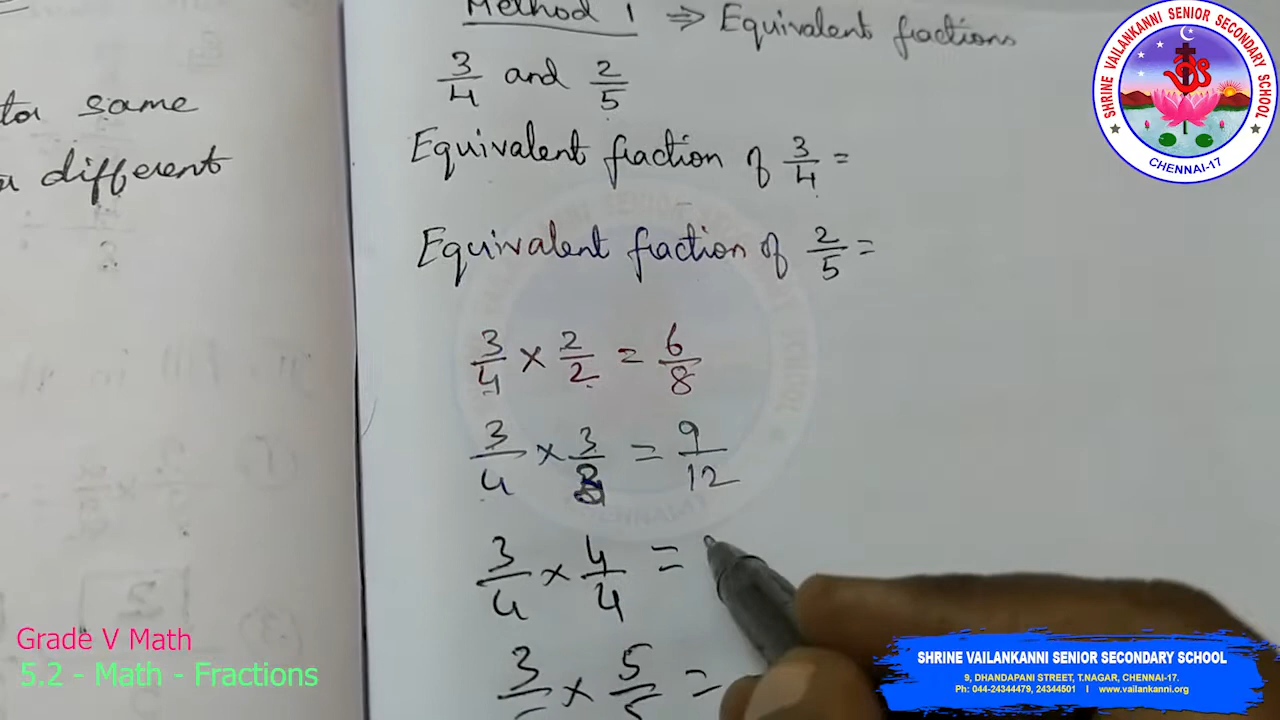 Method 1 ⇒ Equivalent fractions
3/4 and 2/5
Equivalent fraction of 3/4 =
Equivalent fraction of 2/5 =
3/4 × 2/2 = 6/8
3/4 × 3/3 = 9/12
3/4 × 4/4 =
3/ × 5/5 =
same
different
SHRINE VAILANKANNI SENIOR SECONDARY SCHOOL
CHENNAI-17
Grade V Math
5.2 - Math - Fractions
SHRINE VAILANKANNI SENIOR SECONDARY SCHOOL
9, DHANDAPANI STREET, T.NAGAR, CHENNAI-17.
Ph: 044-24344479, 24344501 | www.vailankanni.org